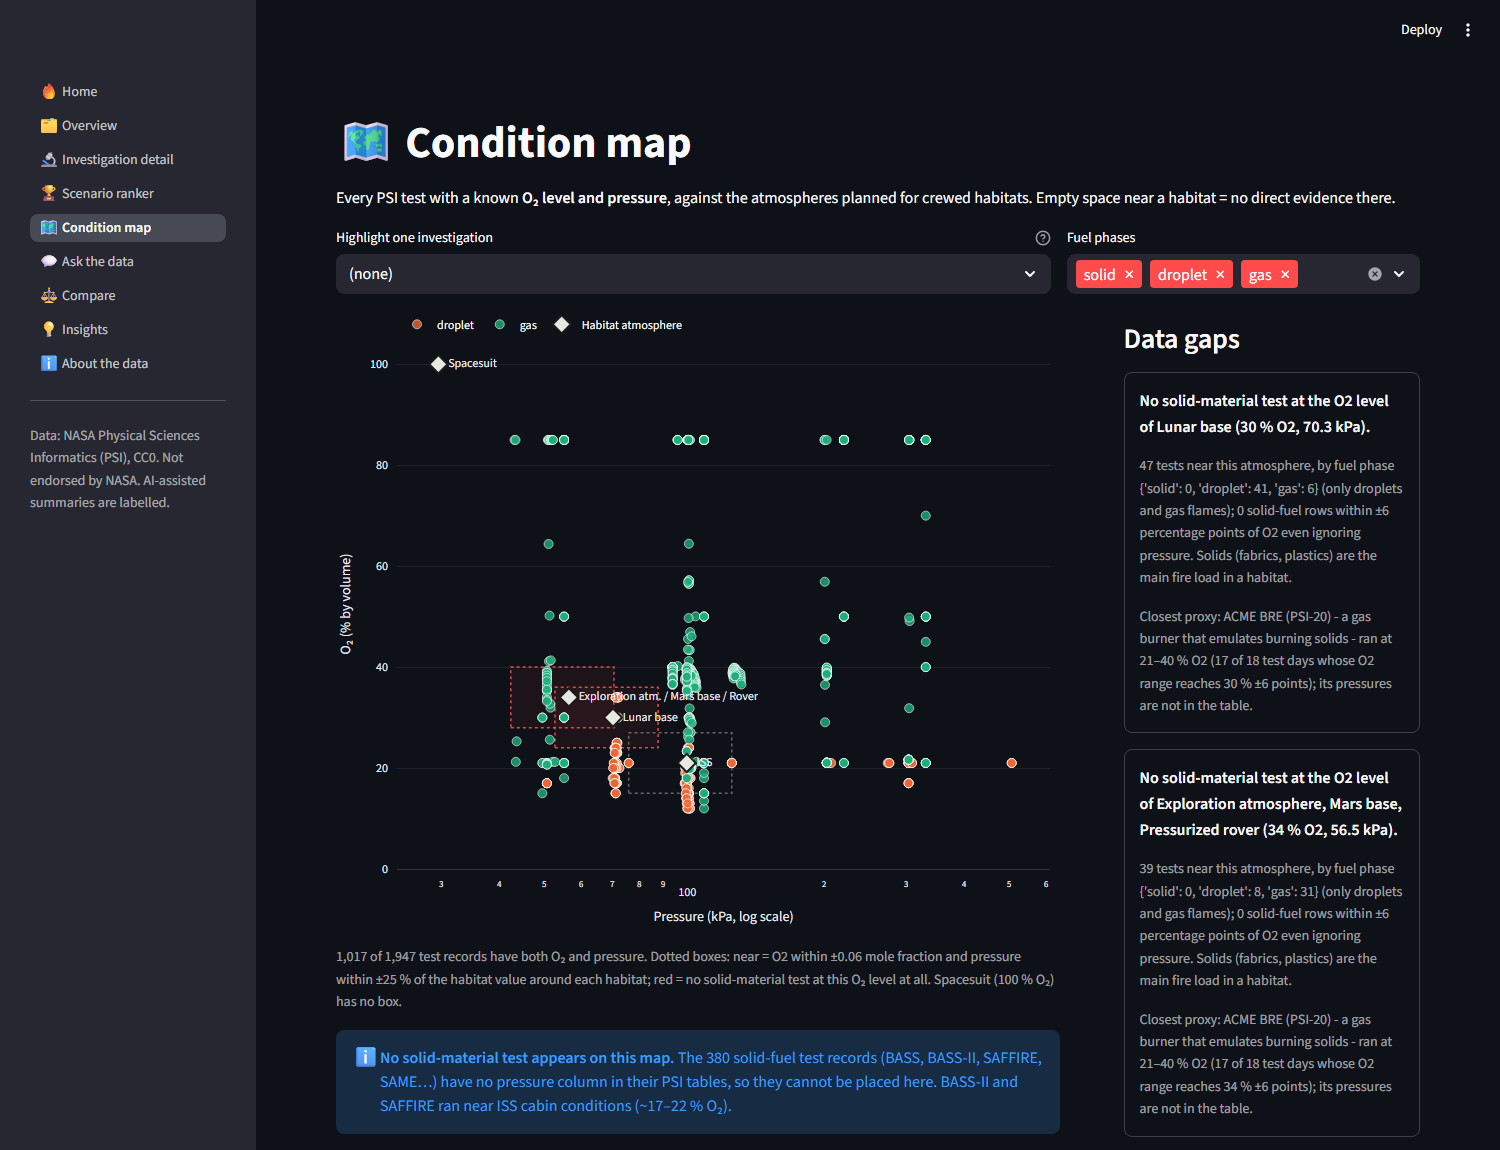 Deploy
Home
Overview
Investigation detail
Scenario ranker
Condition map
Ask the data
Compare
Insights
About the data
Data: NASA Physical Sciences
Informatics (PSI), CC0. Not
endorsed by NASA. AI-assisted
summaries are labelled.
Condition map
Every PSI test with a known O₂ level and pressure, against the atmospheres planned for crewed habitats. Empty space near a habitat = no direct evidence there.
Highlight one investigation
(none)
Fuel phases
solid
droplet
gas
droplet
gas
Habitat atmosphere
O₂ (% by volume)
100
80
60
40
20
0
Spacesuit
Exploration atm. / Mars base / Rover
Lunar base
ISS
3 4 5 6 7 8 9 100 2 3 4 5 6
Pressure (kPa, log scale)
1,017 of 1,947 test records have both O₂ and pressure. Dotted boxes: near = O2 within ±0.06 mole fraction and pressure
within ±25 % of the habitat value around each habitat; red = no solid-material test at this O₂ level at all. Spacesuit (100 % O₂)
has no box.
No solid-material test appears on this map. The 380 solid-fuel test records (BASS, BASS-II, SAFFIRE,
SAME…) have no pressure column in their PSI tables, so they cannot be placed here. BASS-II and
SAFFIRE ran near ISS cabin conditions (~17–22 % O₂).
Data gaps
No solid-material test at the O2 level
of Lunar base (30 % O2, 70.3 kPa).
47 tests near this atmosphere, by fuel phase
{'solid': 0, 'droplet': 41, 'gas': 6} (only droplets
and gas flames); 0 solid-fuel rows within ±6
percentage points of O2 even ignoring
pressure. Solids (fabrics, plastics) are the
main fire load in a habitat.
Closest proxy: ACME BRE (PSI-20) - a gas
burner that emulates burning solids - ran at
21–40 % O2 (17 of 18 test days whose O2
range reaches 30 % ±6 points); its pressures
are not in the table.
No solid-material test at the O2 level
of Exploration atmosphere, Mars base,
Pressurized rover (34 % O2, 56.5 kPa).
39 tests near this atmosphere, by fuel phase
{'solid': 0, 'droplet': 8, 'gas': 31} (only droplets
and gas flames); 0 solid-fuel rows within ±6
percentage points of O2 even ignoring
pressure. Solids (fabrics, plastics) are the
main fire load in a habitat.
Closest proxy: ACME BRE (PSI-20) - a gas
burner that emulates burning solids - ran at
21–40 % O2 (17 of 18 test days whose O2
range reaches 34 % ±6 points); its pressures
are not in the table.